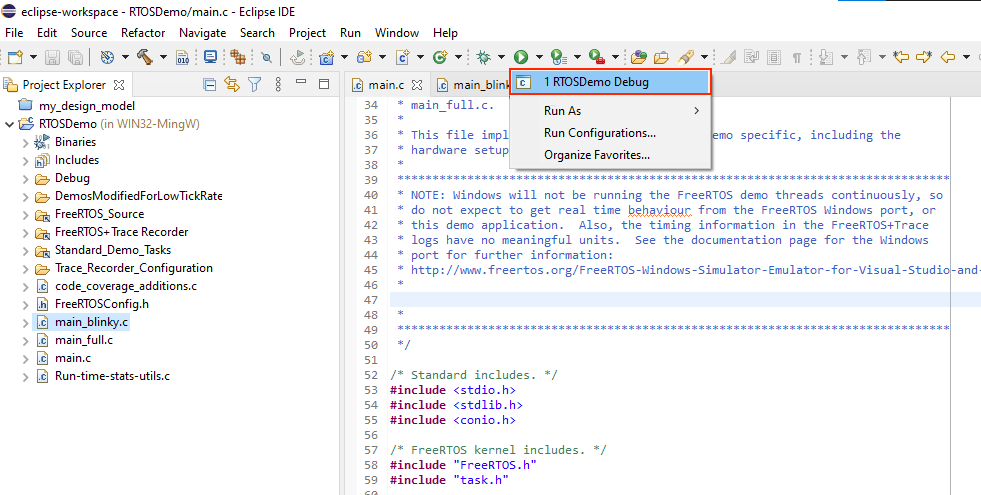 eclipse-workspace - RTOSDemo/main.c - Eclipse IDE
File Edit Source Refactor Navigate Search Project Run Window Help
Project Explorer
my_design_model
RTOSDemo (in WIN32-MingW)
Binaries
Includes
Debug
DemosModifiedForLowTickRate
FreeRTOS_Source
FreeRTOS+Trace Recorder
Standard_Demo_Tasks
Trace_Recorder_Configuration
code_coverage_additions.c
FreeRTOSConfig.h
main_blinky.c
main_full.c
main.c
Run-time-stats-utils.c
main.c main_blink
1 RTOSDemo Debug
Run As
Run Configurations...
Organize Favorites...
34 * main_full.c.
35 *
36 * This file impl emo specific, including the
37 * hardware setup
38 *
39 *******************************************************************************
40 * NOTE: Windows will not be running the FreeRTOS demo threads continuously, so
41 * do not expect to get real time behaviour from the FreeRTOS Windows port, or
42 * this demo application.  Also, the timing information in the FreeRTOS+Trace
43 * logs have no meaningful units.  See the documentation page for the Windows
44 * port for further information:
45 * http://www.freertos.org/FreeRTOS-Windows-Simulator-Emulator-for-Visual-Studio-and-
46 *
47
48 *
49 *******************************************************************************
50 */
51
52 /* Standard includes. */
53 #include <stdio.h>
54 #include <stdlib.h>
55 #include <conio.h>
56
57 /* FreeRTOS kernel includes. */
58 #include "FreeRTOS.h"
59 #include "task.h"